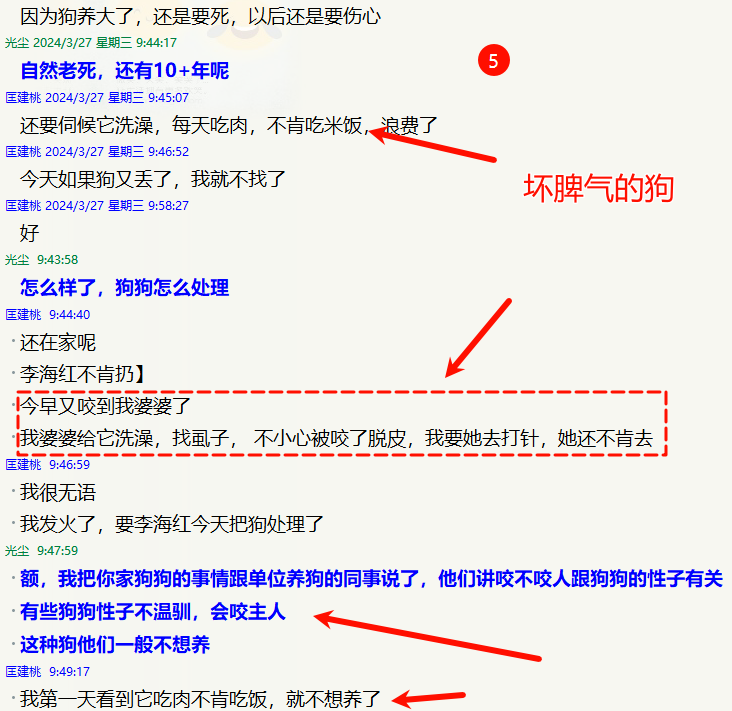 因为狗养大了，还是要死，以后还是要伤心
光尘 2024/3/27 星期三 9:44:17
5
自然老死，还有10+年呢
匡建桃 2024/3/27 星期三 9:45:07
还要伺候它洗澡，每天吃肉，不肯吃米饭，浪费了
匡建桃 2024/3/27 星期三 9:46:52
今天如果狗又丢了，我就不找了
坏脾气的狗
匡建桃 2024/3/27 星期三 9:58:27
好
光尘 9:43:58
怎么样了，狗狗怎么处理
匡建桃 9:44:40
还在家呢
李海红不肯扔】
今早又咬到我婆婆了
我婆婆给它洗澡，找虱子， 不小心被咬了脱皮，我要她去打针，她还不肯去
匡建桃 9:46:59
我很无语
我发火了，要李海红今天把狗处理了
光尘 9:47:59
额，我把你家狗狗的事情跟单位养狗的同事说了，他们讲咬不咬人跟狗狗的性子有关
有些狗狗性子不温驯，会咬主人
这种狗他们一般不想养
匡建桃 9:49:17
我第一天看到它吃肉不肯吃饭，就不想养了